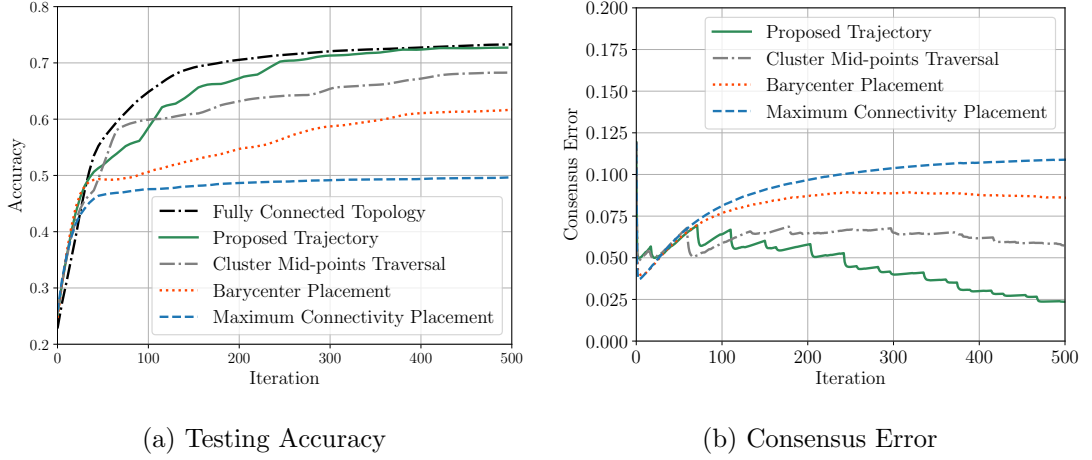 0.8
0.7
0.6
0.5
0.4
0.3
0.2
Accuracy
0 100 200 300 400 500
Iteration
Fully Connected Topology
Proposed Trajectory
Cluster Mid-points Traversal
Barycenter Placement
Maximum Connectivity Placement
(a) Testing Accuracy
0.200
0.175
0.150
0.125
0.100
0.075
0.050
0.025
0.000
Consensus Error
0 100 200 300 400 500
Iteration
Proposed Trajectory
Cluster Mid-points Traversal
Barycenter Placement
Maximum Connectivity Placement
(b) Consensus Error